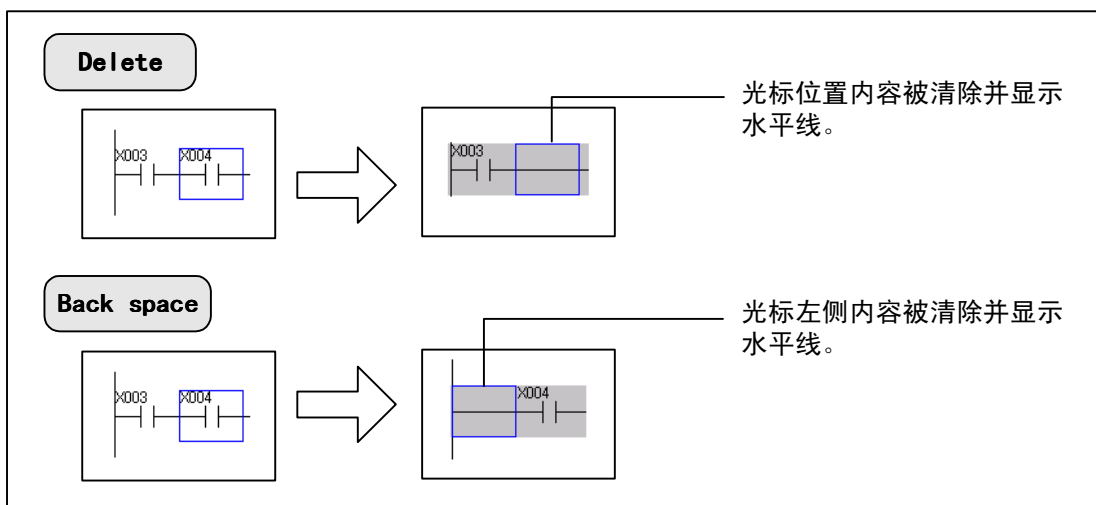 Delete
光标位置内容被清除并显示
水平线。
X003 X004
X003
Back space
光标左侧内容被清除并显示
水平线。
X003 X004
X004